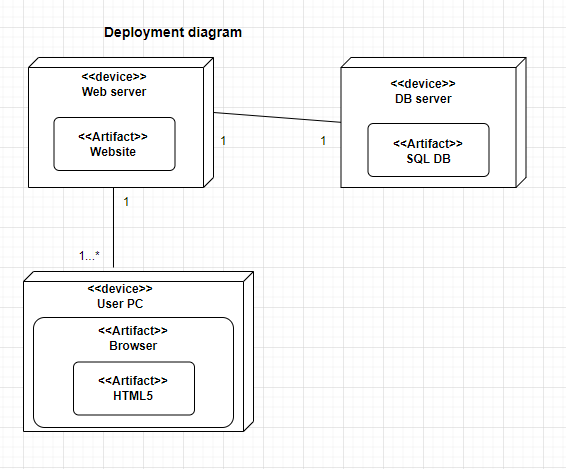 Deployment diagram
<<device>>
Web server
<<Artifact>>
Website
<<device>>
DB server
<<Artifact>>
SQL DB
1
1
1
1...*
<<device>>
User PC
<<Artifact>>
Browser
<<Artifact>>
HTML5